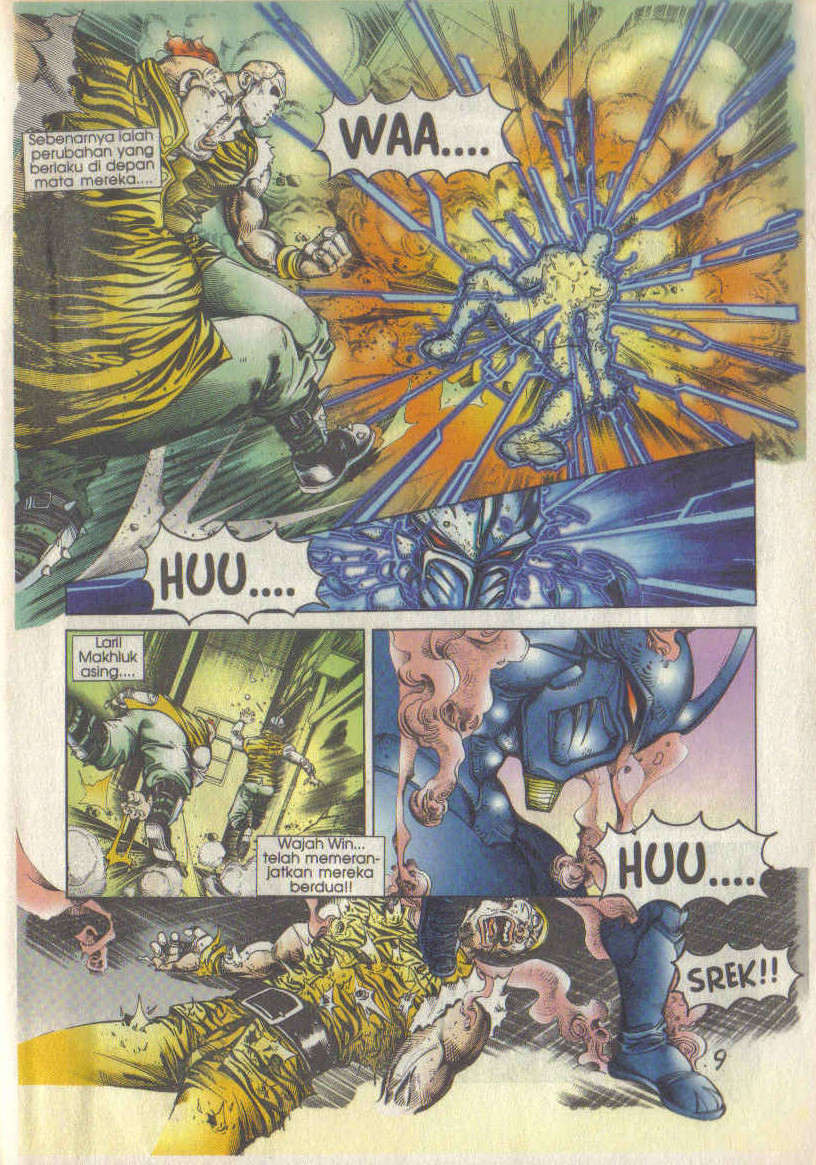 Sebenarnya ialah
perubahan yang
berlaku di depan
mata mereka....
WAA....
HUU....
Lari!
Makhluk
asing....
Wajah Win...
telah memeran-
jatkan mereka
berdua!!
HUU....
SREK!!
9